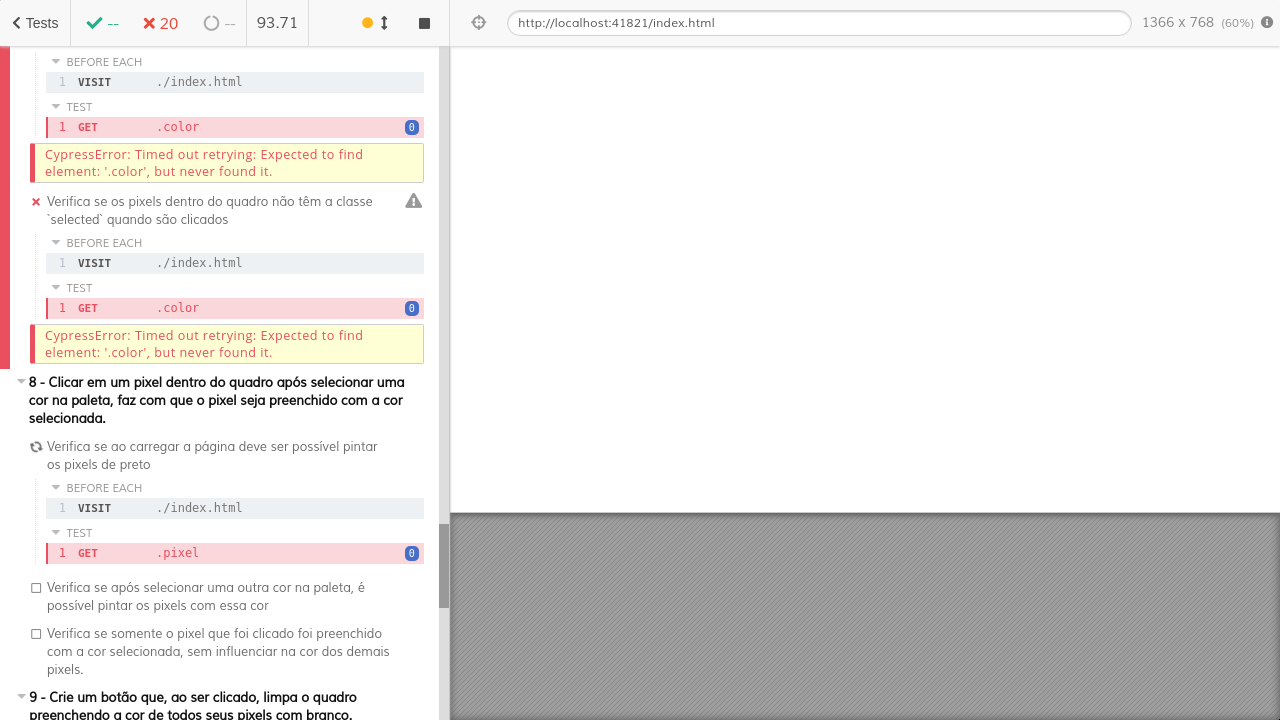 Tests -- 20 -- 93.71 http://localhost:41821/index.html 1366 x 768 (60%)
BEFORE EACH
1 VISIT ./index.html
TEST
1 GET .color 0
CypressError: Timed out retrying: Expected to find
element: '.color', but never found it.
Verifica se os pixels dentro do quadro não têm a classe
`selected` quando são clicados
BEFORE EACH
1 VISIT ./index.html
TEST
1 GET .color 0
CypressError: Timed out retrying: Expected to find
element: '.color', but never found it.
8 - Clicar em um pixel dentro do quadro após selecionar uma
cor na paleta, faz com que o pixel seja preenchido com a cor
selecionada.
Verifica se ao carregar a página deve ser possível pintar
os pixels de preto
BEFORE EACH
1 VISIT ./index.html
TEST
1 GET .pixel 0
Verifica se após selecionar uma outra cor na paleta, é
possível pintar os pixels com essa cor
Verifica se somente o pixel que foi clicado foi preenchido
com a cor selecionada, sem influenciar na cor dos demais
pixels.
9 - Crie um botão que, ao ser clicado, limpa o quadro
preenchendo a cor de todos seus pixels com branco.